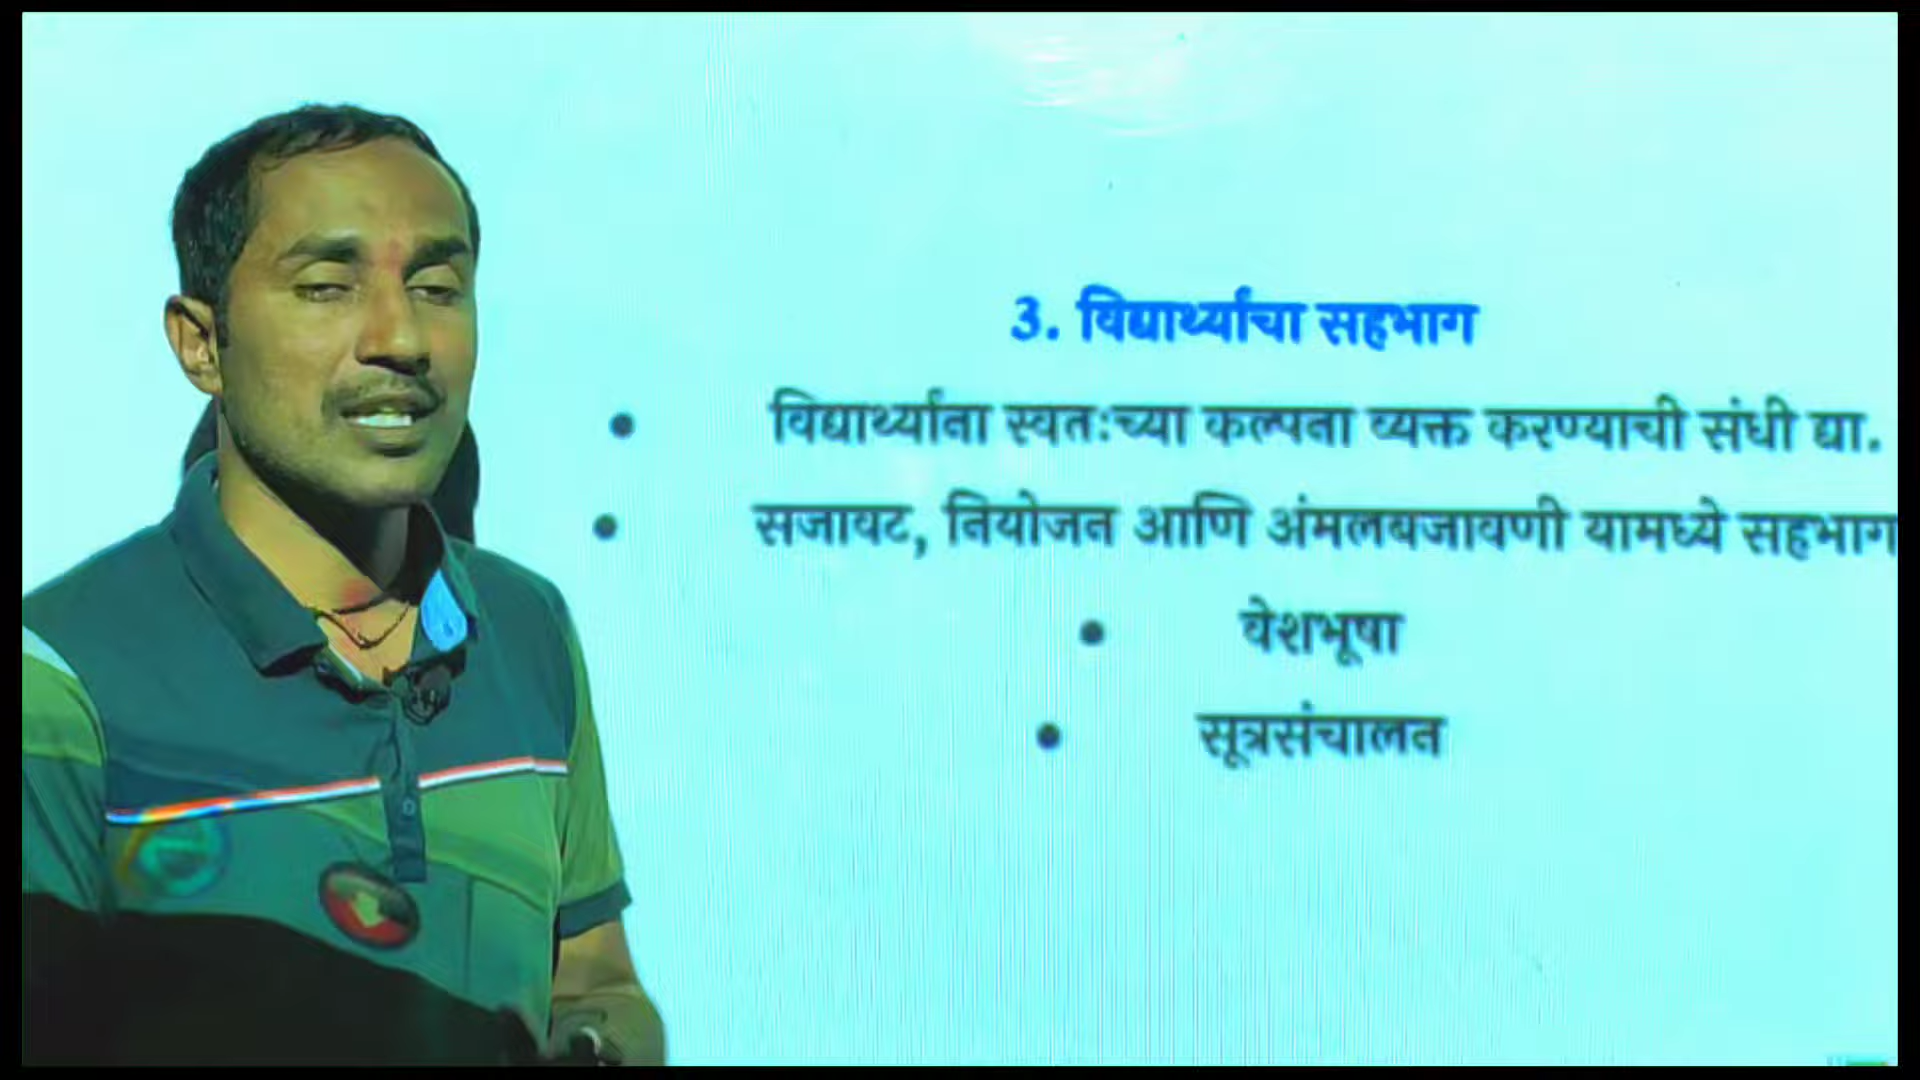 3. विद्यार्थ्यांचा सहभाग
• विद्यार्थ्यांना स्वतःच्या कल्पना व्यक्त करण्याची संधी द्या.
• सजावट, नियोजन आणि अंमलबजावणी यामध्ये सहभाग
• वेशभूषा
• सूत्रसंचालन